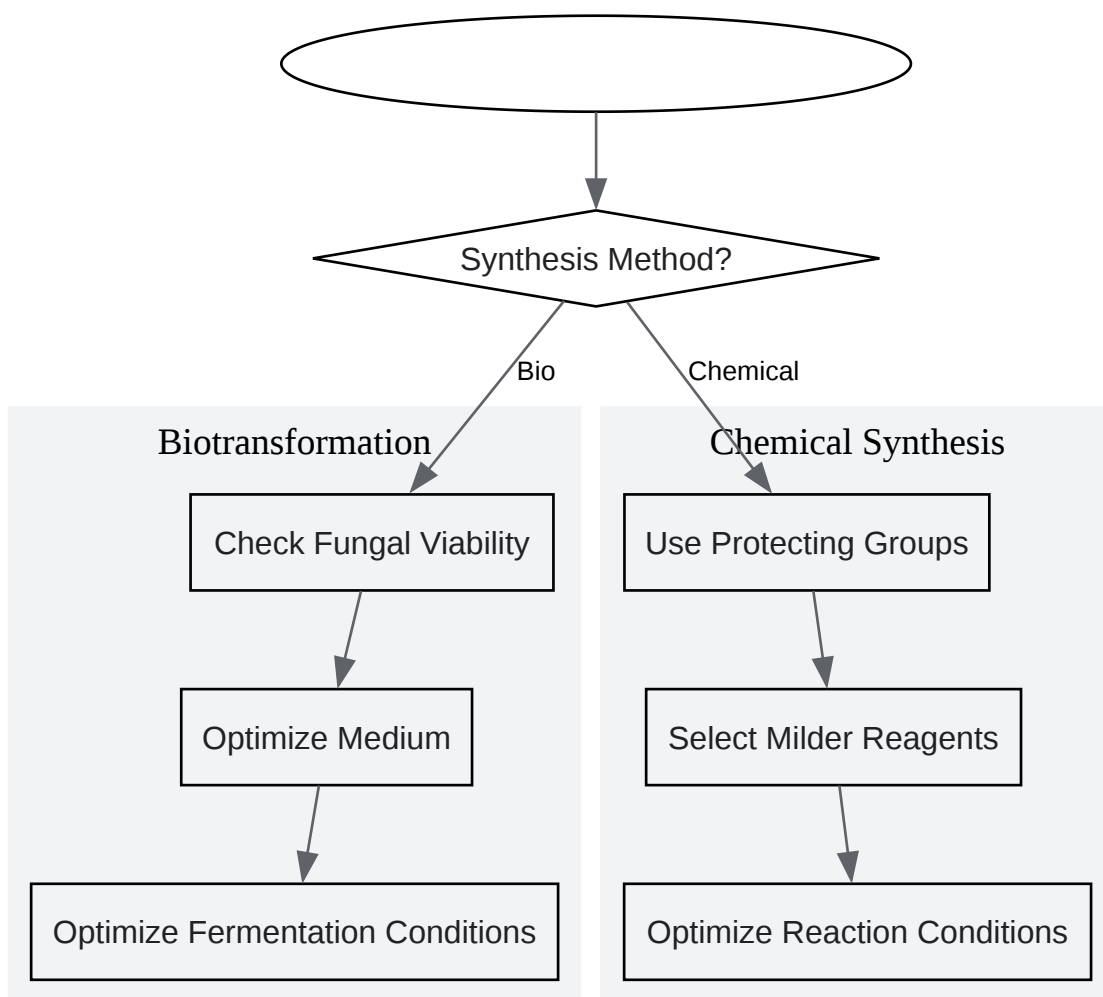 Synthesis Method?
Bio
Chemical
Biotransformation
Chemical Synthesis
Check Fungal Viability
Use Protecting Groups
Optimize Medium
Select Milder Reagents
Optimize Fermentation Conditions
Optimize Reaction Conditions